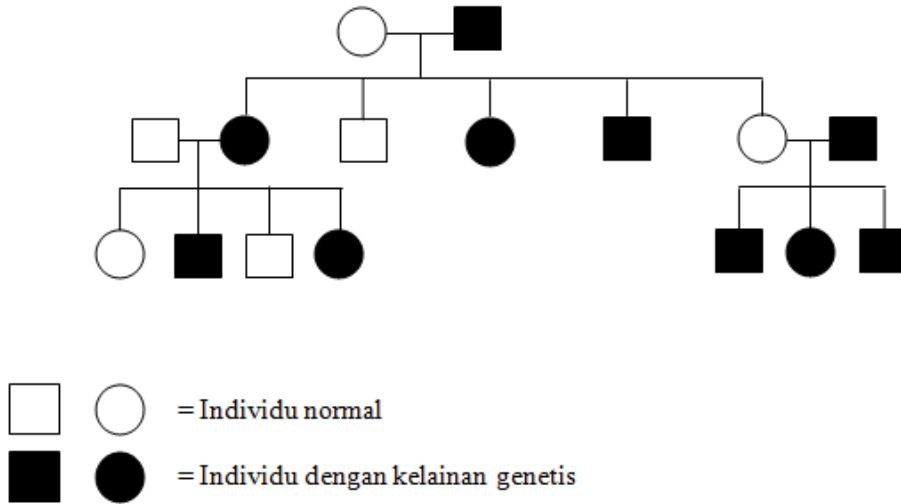 = Individu normal
= Individu dengan kelainan genetis